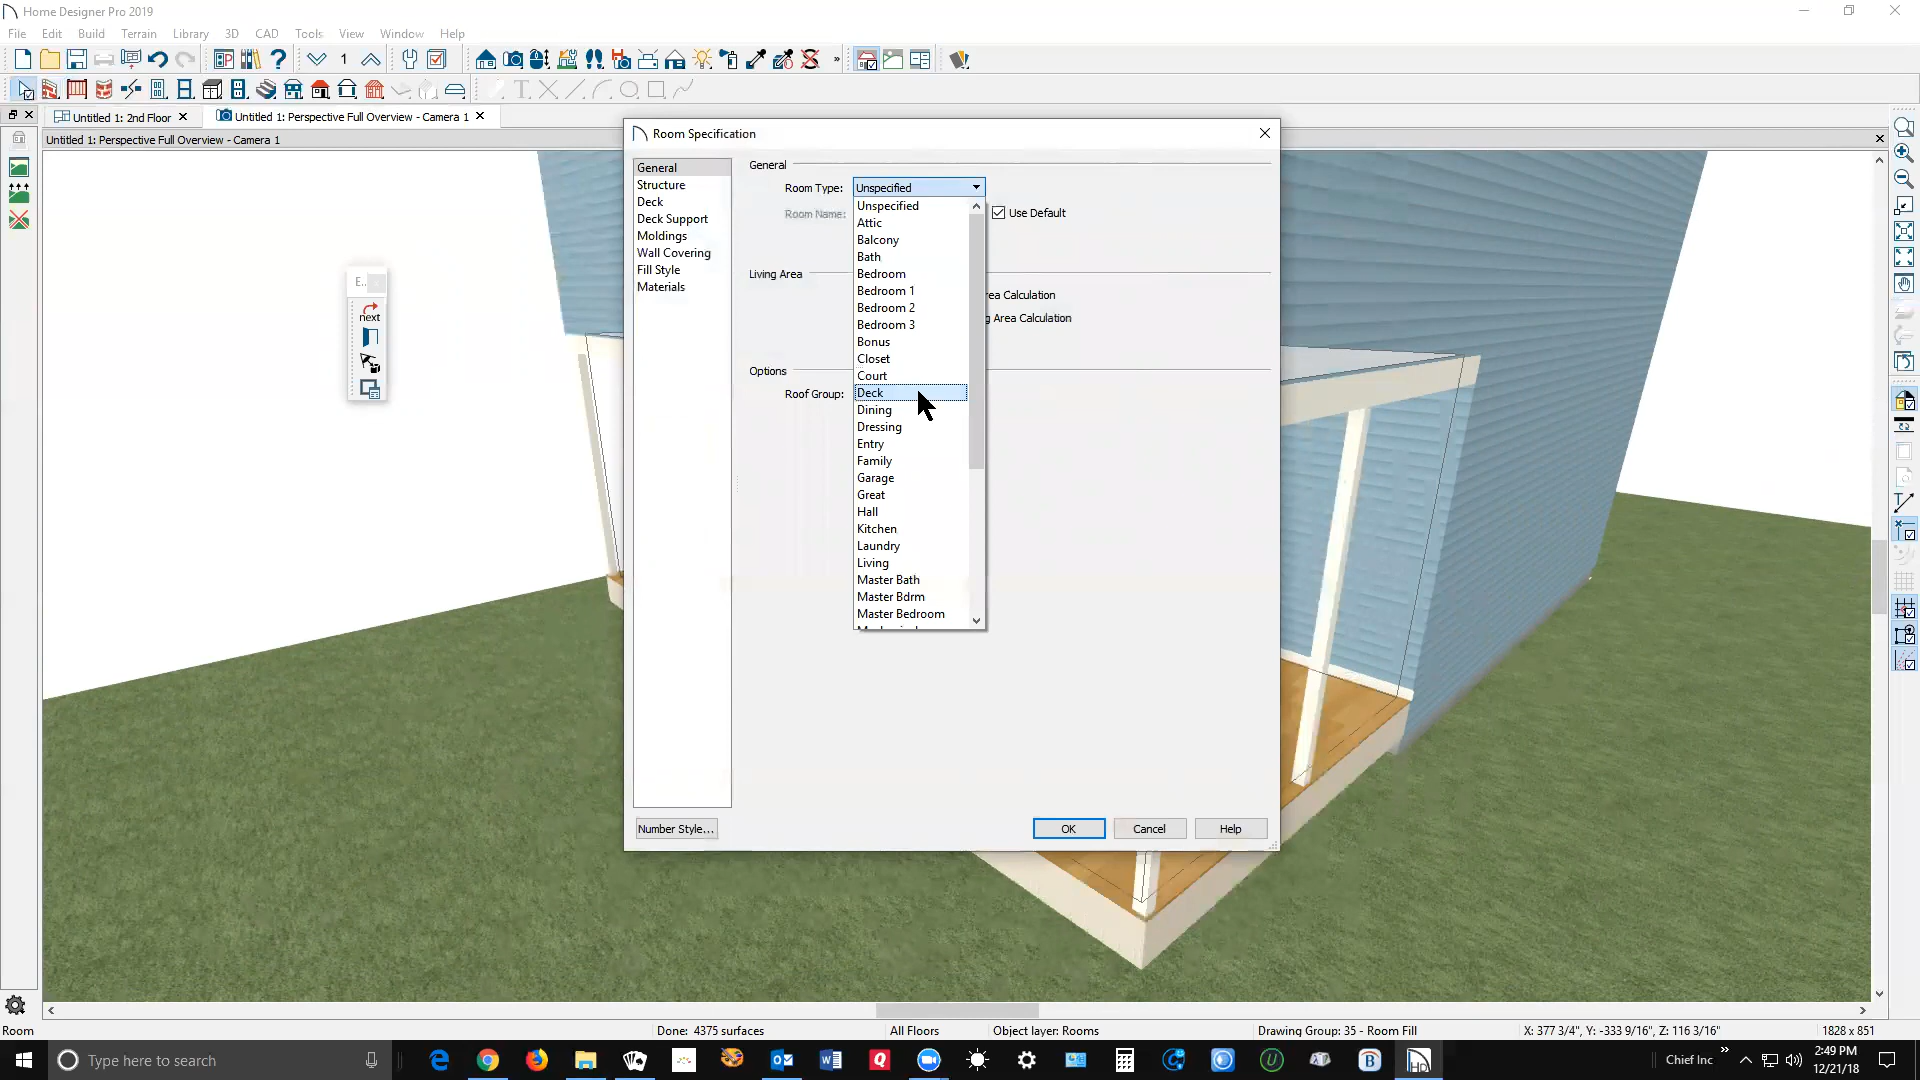 Home Designer Pro 2019
File Edit Build Terrain Library 3D CAD Tools View Window Help
1
Untitled 1: 2nd Floor
Untitled 1: Perspective Full Overview - Camera 1
Untitled 1: Perspective Full Overview - Camera 1
E...
next
Room Specification
General
Structure
Deck
Deck Support
Moldings
Wall Covering
Fill Style
Materials
General
Room Type: Unspecified
Room Name: Use Default
Living Area
ea Calculation
g Area Calculation
Options
Roof Group:
Unspecified
Attic
Balcony
Bath
Bedroom
Bedroom 1
Bedroom 2
Bedroom 3
Bonus
Closet
Court
Deck
Dining
Dressing
Entry
Family
Garage
Great
Hall
Kitchen
Laundry
Living
Master Bath
Master Bdrm
Master Bedroom
Number Style... OK Cancel Help
Room Done: 4375 surfaces All Floors Object layer: Rooms Drawing Group: 35 - Room Fill X: 377 3/4", Y: -333 9/16", Z: 116 3/16" 1828 x 851
Type here to search
Chief Inc
2:49 PM
12/21/18